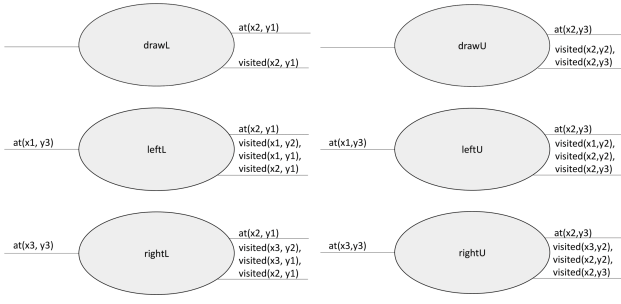 at(x2, y1)
drawL
visited(x2, y1)
at(x2,y3)
drawU
visited(x2,y2),
visited(x2,y3)
at(x1, y3)
leftL
at(x2, y1)
visited(x1, y2),
visited(x1, y1),
visited(x2, y1)
at(x1,y3)
leftU
at(x2,y3)
visited(x1,y2),
visited(x2,y2),
visited(x2,y3)
at(x3, y3)
rightL
at(x2, y1)
visited(x3, y2),
visited(x3, y1),
visited(x2, y1)
at(x3,y3)
rightU
at(x2,y3)
visited(x3,y2),
visited(x2,y2),
visited(x2,y3)